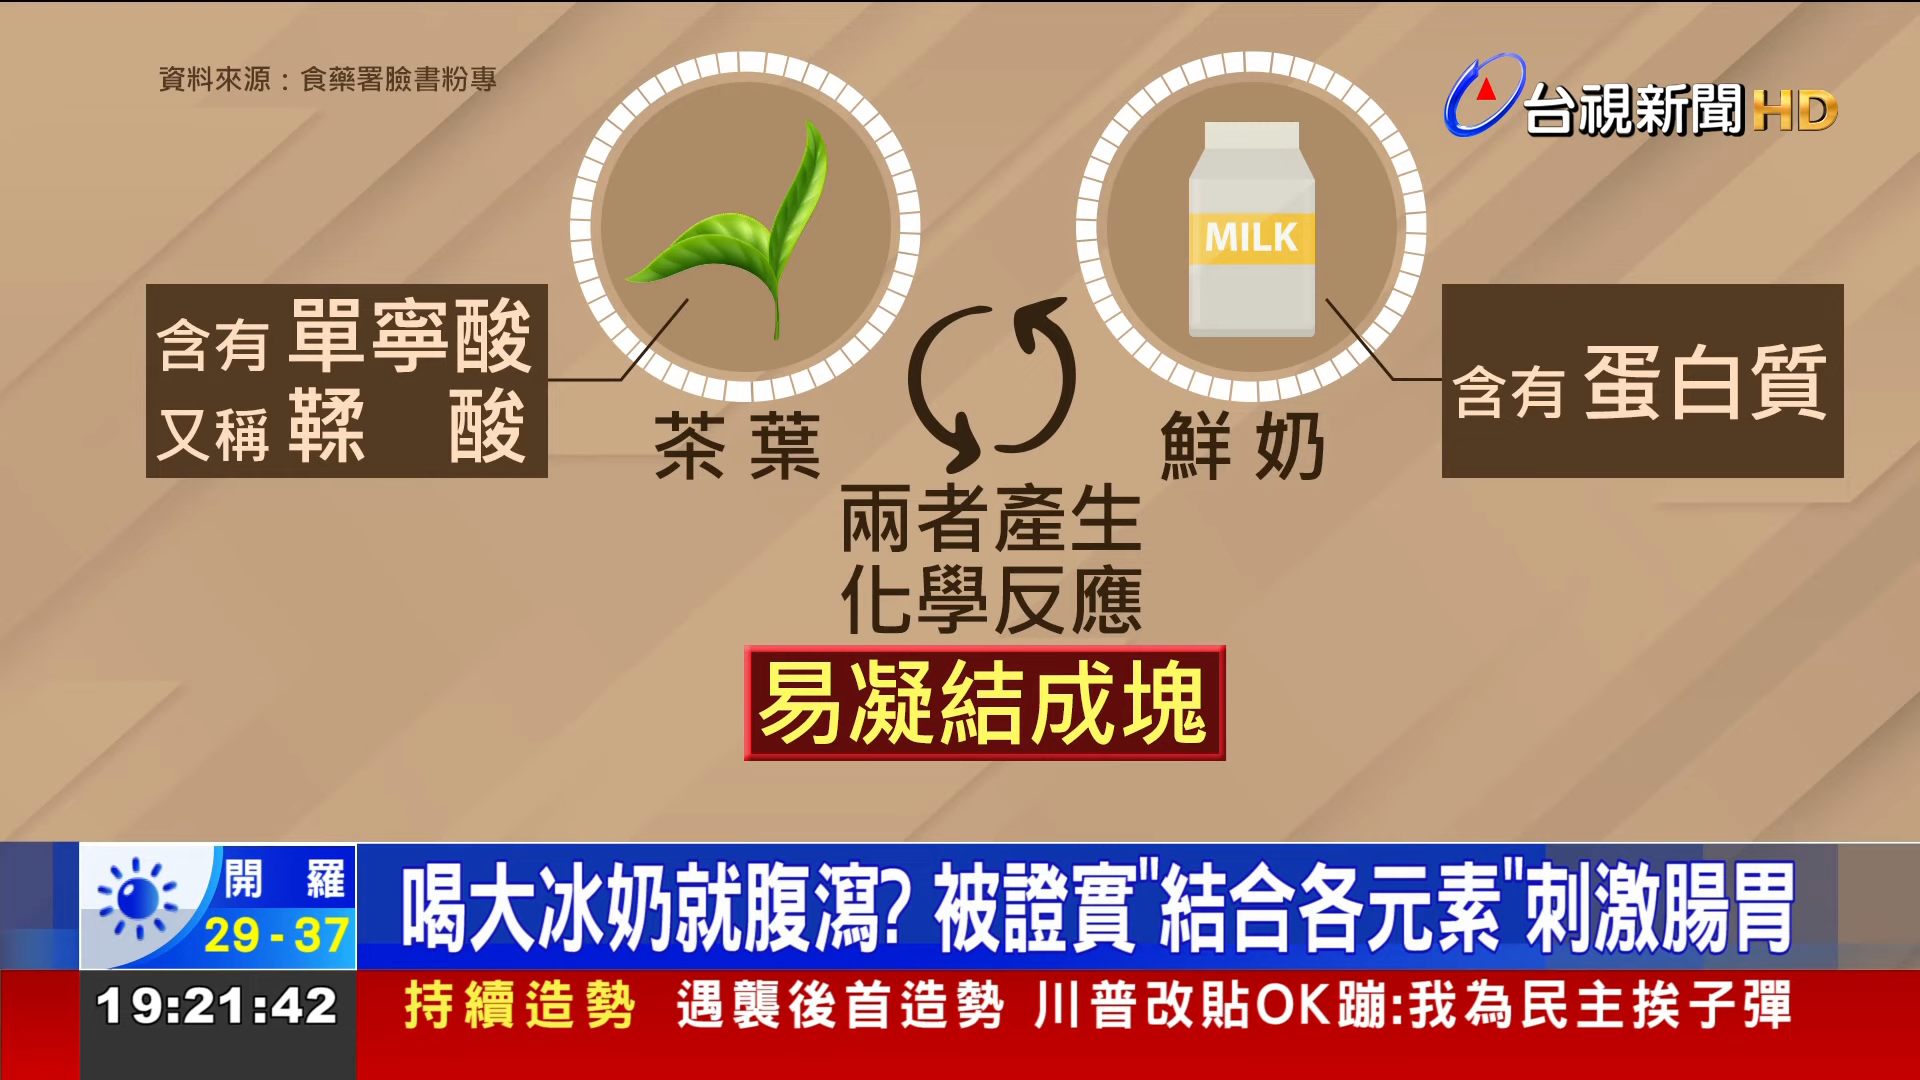 資料來源：食藥署臉書粉專
台視新聞HD
MILK
含有單寧酸
又稱鞣 酸
含有蛋白質
茶葉
鮮奶
兩者產生
化學反應
易凝結成塊
開 羅
29-37
喝大冰奶就腹瀉? 被證實"結合各元素"刺激腸胃
19:21:42
持續造勢 遇襲後首造勢 川普改貼OK蹦:我為民主挨子彈